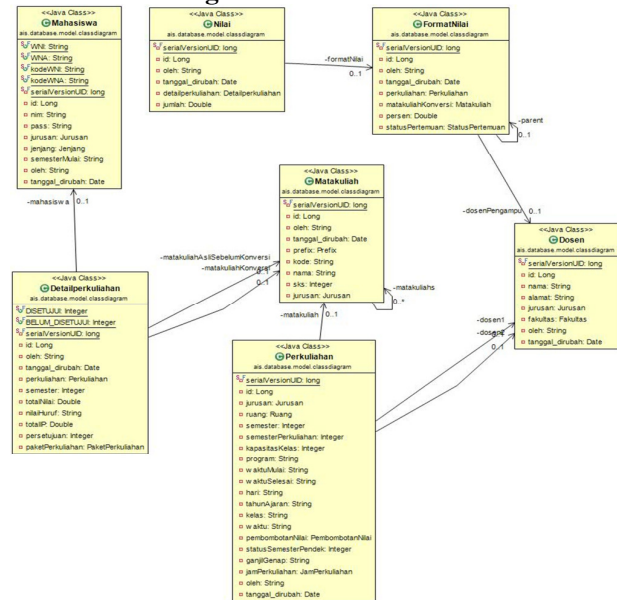 <<Java Class>>
Mahasiswa
ais.database.model.classdiagram
WNI: String
WNA: String
kodeWNI: String
kodeWNA: String
serialVersionUID: long
id: Long
nim: String
pass: String
jurusan: Jurusan
jenjang: Jenjang
semesterMulai: String
oleh: String
tanggal_dirubah: Date
<<Java Class>>
Nilai
ais.database.model.classdiagram
serialVersionUID: long
id: Long
oleh: String
tanggal_dirubah: Date
detailperkuliahan: Detailperkuliahan
jumlah: Double
-formatNilai
0..1
<<Java Class>>
FormatNilai
ais.database.model.classdiagram
serialVersionUID: long
id: Long
oleh: String
tanggal_dirubah: Date
perkuliahan: Perkuliahan
matakuliahKonversi: Matakuliah
persen: Double
statusPertemuan: StatusPertemuan
-parent
0..1
<<Java Class>>
Matakuliah
ais.database.model.classdiagram
serialVersionUID: long
id: Long
oleh: String
tanggal_dirubah: Date
prefix: Prefix
kode: String
nama: String
sks: Integer
jurusan: Jurusan
-matakuliahs
0..*
-mahasiswa 0..1
-dosenPengampu 0..1
<<Java Class>>
Dosen
ais.database.model.classdiagram
serialVersionUID: long
id: Long
nama: String
alamat: String
jurusan: Jurusan
fakultas: Fakultas
oleh: String
tanggal_dirubah: Date
-matakuliahAsliSebelumKonversi
-matakuliahKonversi
0..1
0..1
<<Java Class>>
Detailperkuliahan
ais.database.model.classdiagram
DISETUJUI: Integer
BELUM_DISETUJUI: Integer
serialVersionUID: long
id: Long
oleh: String
tanggal_dirubah: Date
perkuliahan: Perkuliahan
semester: Integer
totalNilai: Double
nilaiHuruf: String
totalIP: Double
persetujuan: Integer
paketPerkuliahan: PaketPerkuliahan
-matakuliah 0..1
-dosen1
-dosen2
0..1
<<Java Class>>
Perkuliahan
ais.database.model.classdiagram
serialVersionUID: long
id: Long
jurusan: Jurusan
ruang: Ruang
semester: Integer
semesterPerkuliahan: Integer
kapasitasKelas: Integer
program: String
waktuMulai: String
waktuSelesai: String
hari: String
tahunAjaran: String
kelas: String
waktu: String
pembombotanNilai: PembombotanNilai
statusSemesterPendek: Integer
ganjilGenap: String
jamPerkuliahan: JamPerkuliahan
oleh: String
tanggal_dirubah: Date